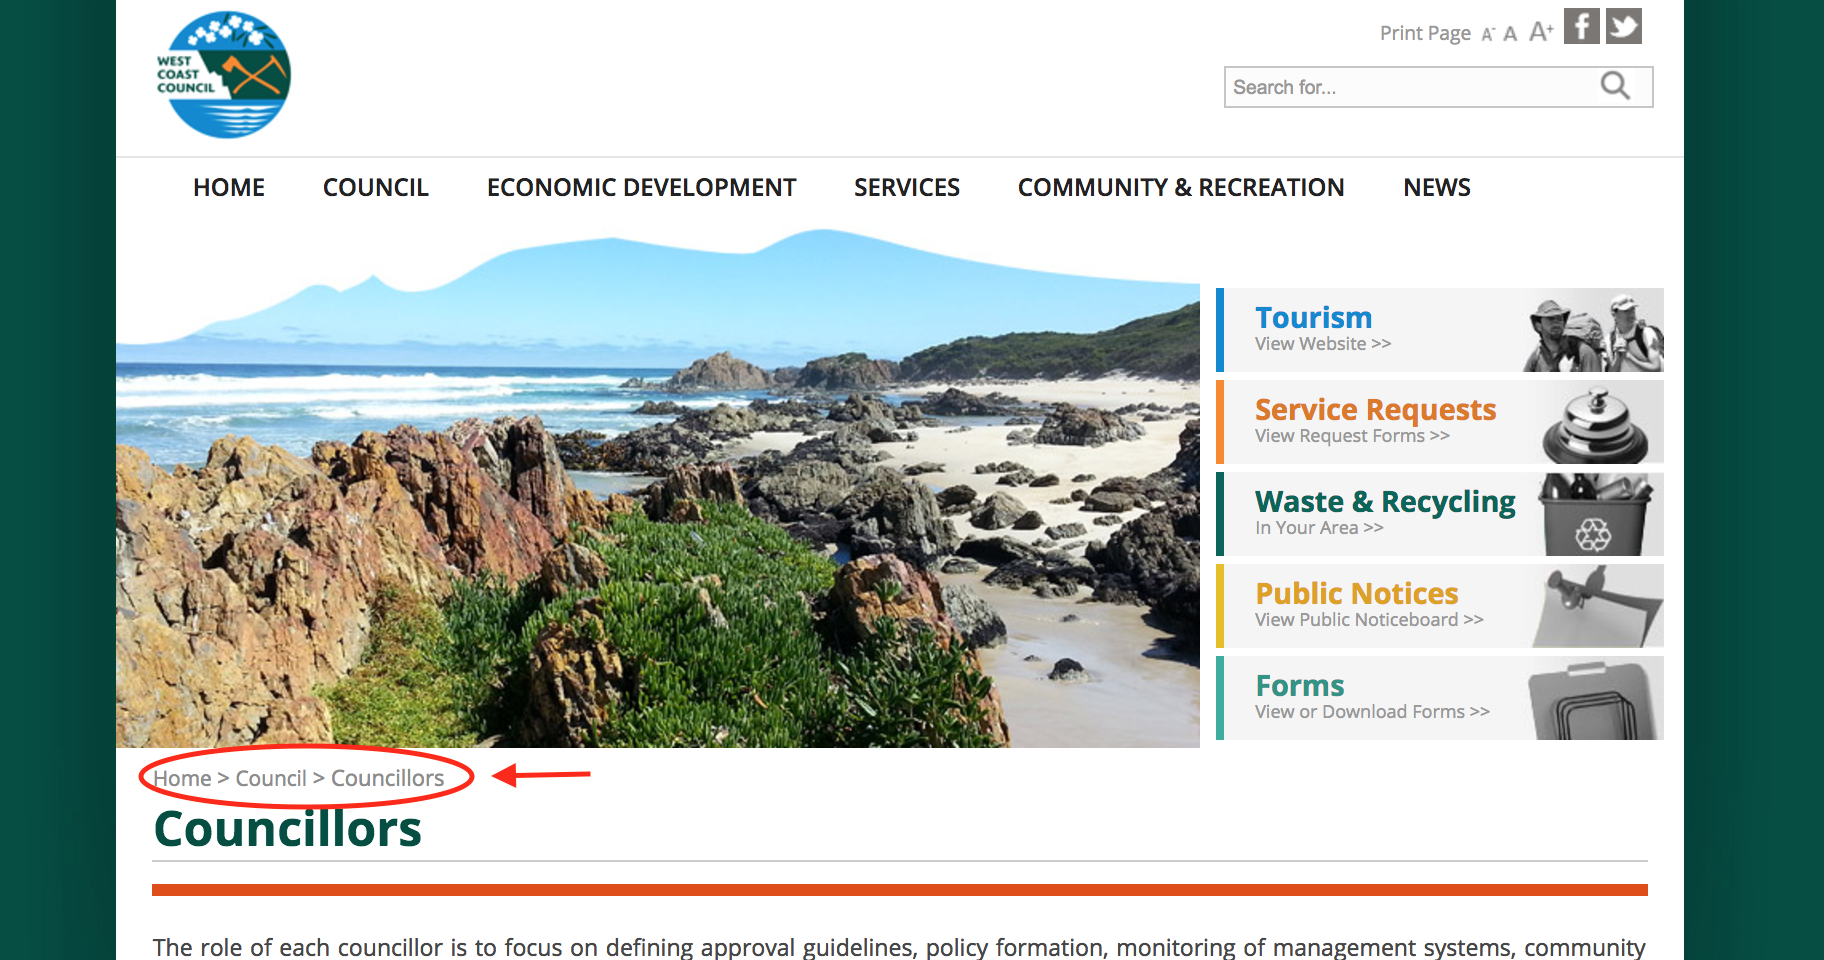 WEST
COAST
COUNCIL
Print Page A- A A+
Search for...
HOME COUNCIL ECONOMIC DEVELOPMENT SERVICES COMMUNITY & RECREATION NEWS
Tourism
View Website >>
Service Requests
View Request Forms >>
Waste & Recycling
In Your Area >>
Public Notices
View Public Noticeboard >>
Forms
View or Download Forms >>
Home > Council > Councillors
Councillors
The role of each councillor is to focus on defining approval guidelines, policy formation, monitoring of management systems, community